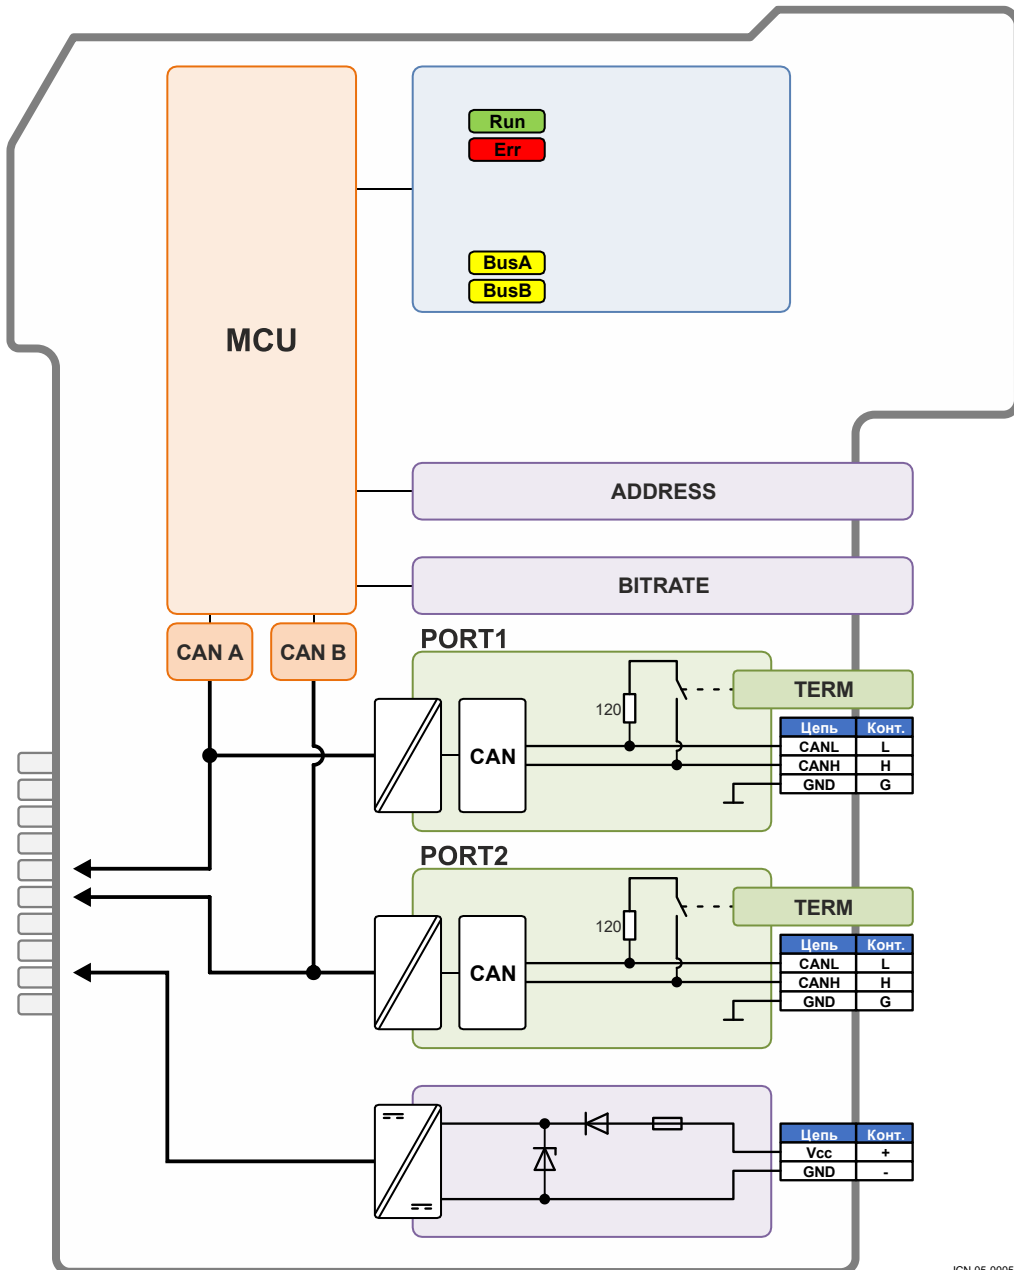 Run
Err
BusA
BusB
MCU
ADDRESS
BITRATE
CAN A
CAN B
PORT1
TERM
120
CAN
Цепь Конт.
CANL L
CANH H
GND G
PORT2
TERM
120
CAN
Цепь Конт.
CANL L
CANH H
GND G
Цепь Конт.
Vcc +
GND -